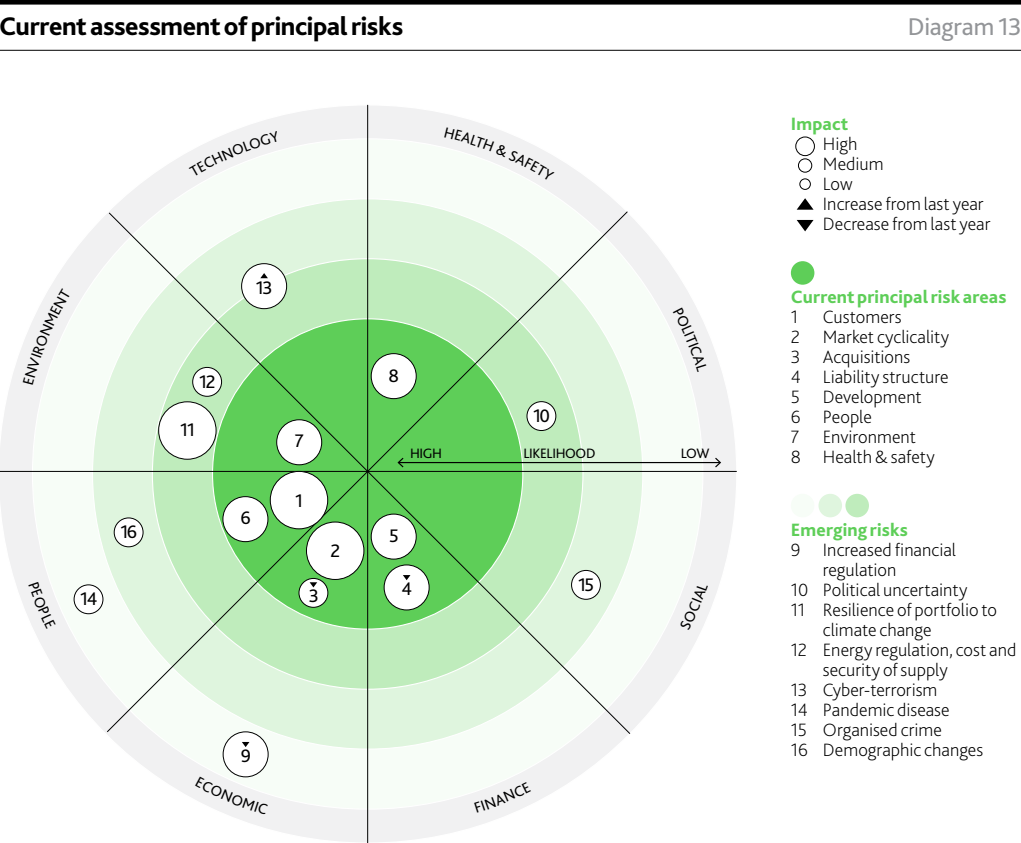 Current assessment of principal risks
Diagram 13
TECHNOLOGY
HEALTH & SAFETY
ENVIRONMENT
POLITICAL
PEOPLE
SOCIAL
ECONOMIC
FINANCE
HIGH
LIKELIHOOD
LOW
13
12
11
8
10
7
1
6
2
5
3
4
16
14
15
9
Impact
High
Medium
Low
Increase from last year
Decrease from last year
Current principal risk areas
1 Customers
2 Market cyclicality
3 Acquisitions
4 Liability structure
5 Development
6 People
7 Environment
8 Health & safety
Emerging risks
9 Increased financial
regulation
10 Political uncertainty
11 Resilience of portfolio to
climate change
12 Energy regulation, cost and
security of supply
13 Cyber-terrorism
14 Pandemic disease
15 Organised crime
16 Demographic changes